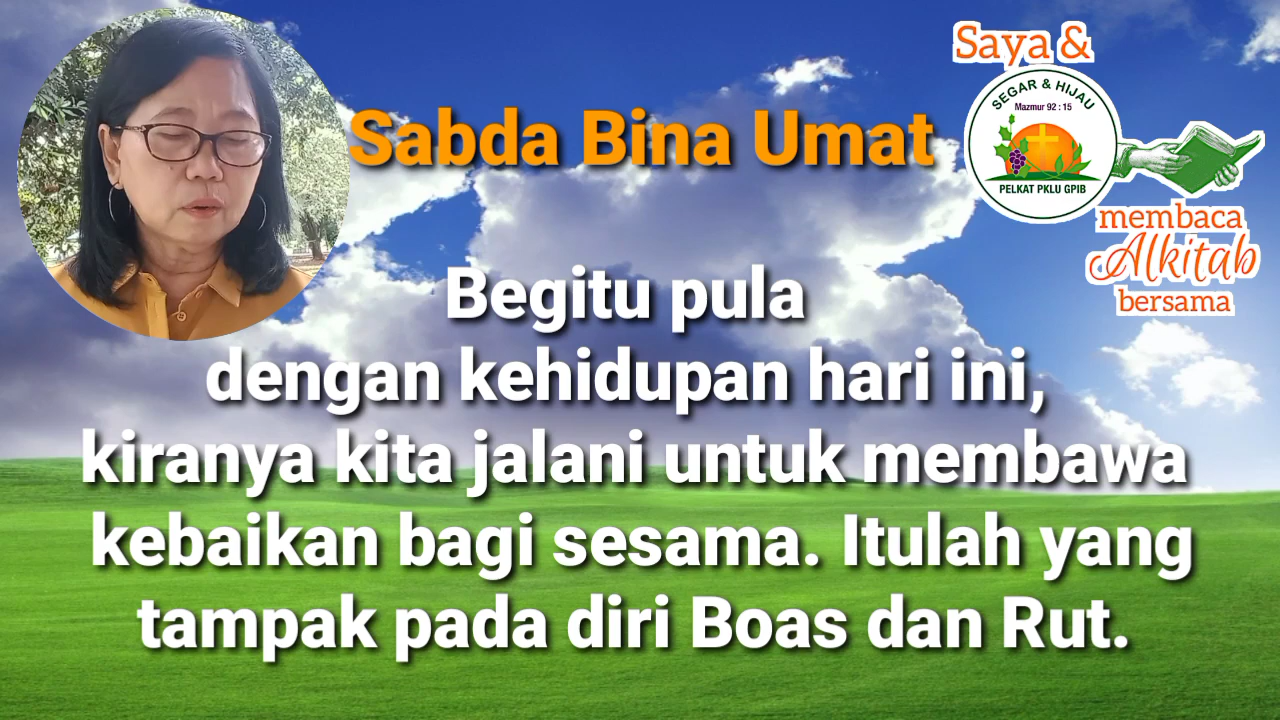 Saya &
SEGAR & HIJAU
Mazmur 92 : 15
PELKAT PKLU GPIB
membaca
Alkitab
bersama
Sabda Bina Umat
Begitu pula
dengan kehidupan hari ini,
kiranya kita jalani untuk membawa
kebaikan bagi sesama. Itulah yang
tampak pada diri Boas dan Rut.